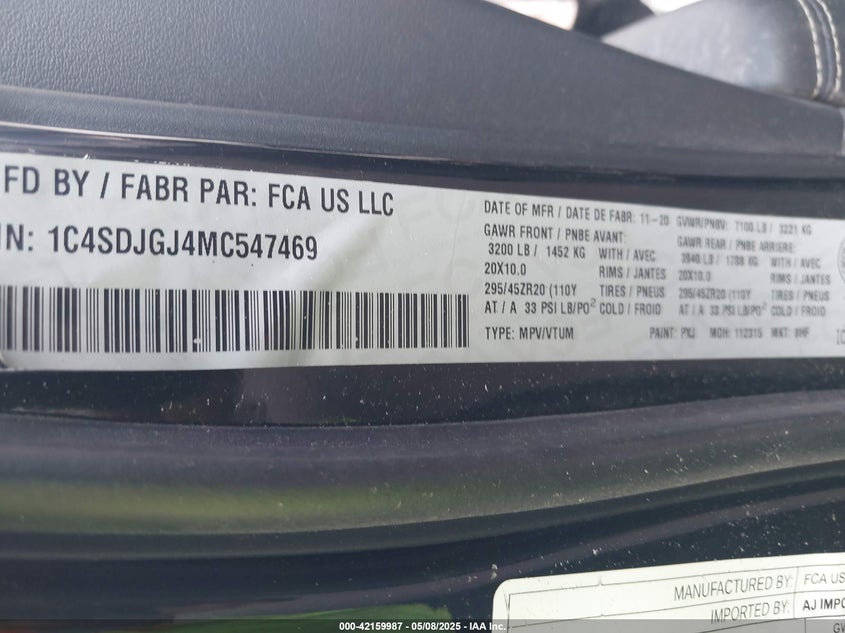 FD BY / FABR PAR: FCA US LLC
IN: 1C4SDJGJ4MC547469
DATE OF MFR / DATE DE FABR: 11-20 GVWR/PNBV: 7100 LB / 3221 KG
GAWR FRONT / PNBE AVANT: GAWR REAR / PNBE ARRIERE:
3200 LB / 1452 KG WITH / AVEC 3940 LB / 1788 KG WITH / AVEC
20X10.0 RIMS / JANTES 20X10.0 RIMS / JANTES
295/45ZR20 (110Y TIRES / PNEUS 295/45ZR20 (110Y TIRES / PNEUS
AT / A 33 PSI LB/PO² COLD / FROID AT / A 33 PSI LB/PO² COLD / FROID
TYPE: MPV/VTUM PAINT: PXJ MDH: 112315 MKT:
MANUFACTURED BY: FCA US
IMPORTED BY: AJ IMPO
GV
000-42159987 - 05/08/2025 - IAA Inc.